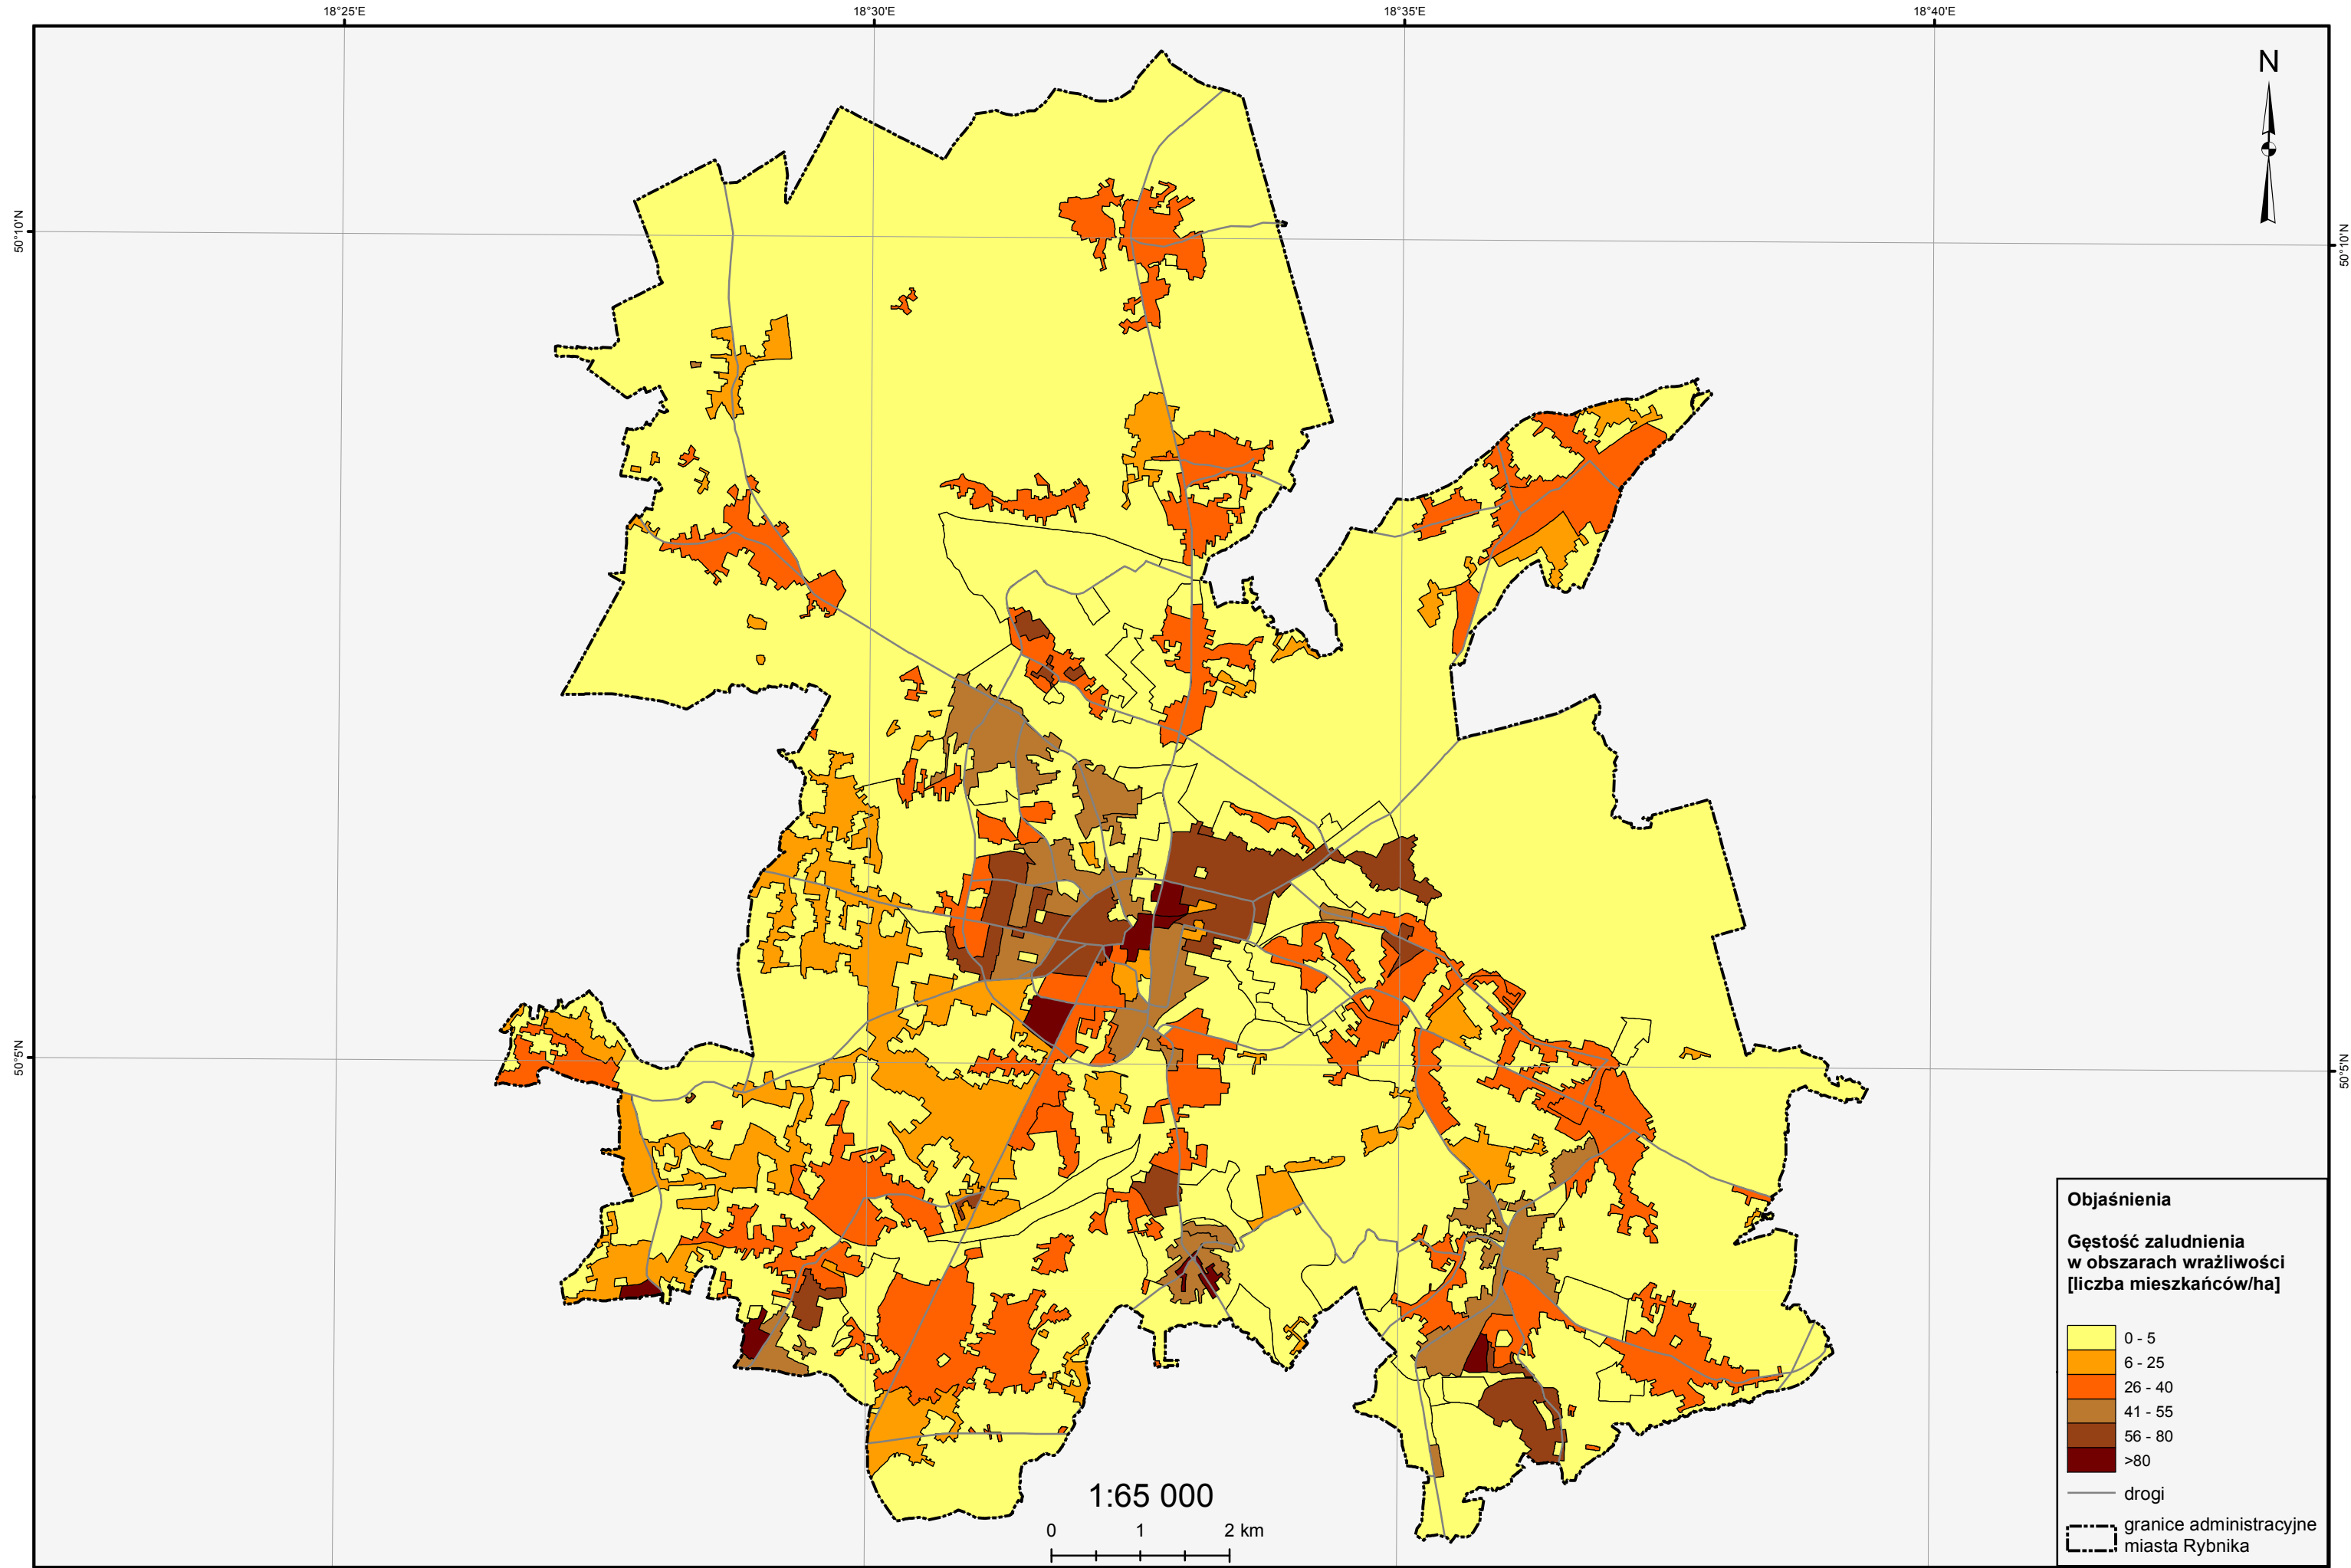 18°25'E
18°30'E
18°35'E
18°40'E
N
50°10'N
50°10'N
50°5'N
50°5'N
Objaśnienia
Gęstość zaludnienia
w obszarach wrażliwości
[liczba mieszkańców/ha]
0 - 5
6 - 25
26 - 40
41 - 55
56 - 80
>80
drogi
granice administracyjne
miasta Rybnika
1:65 000
0 1 2 km